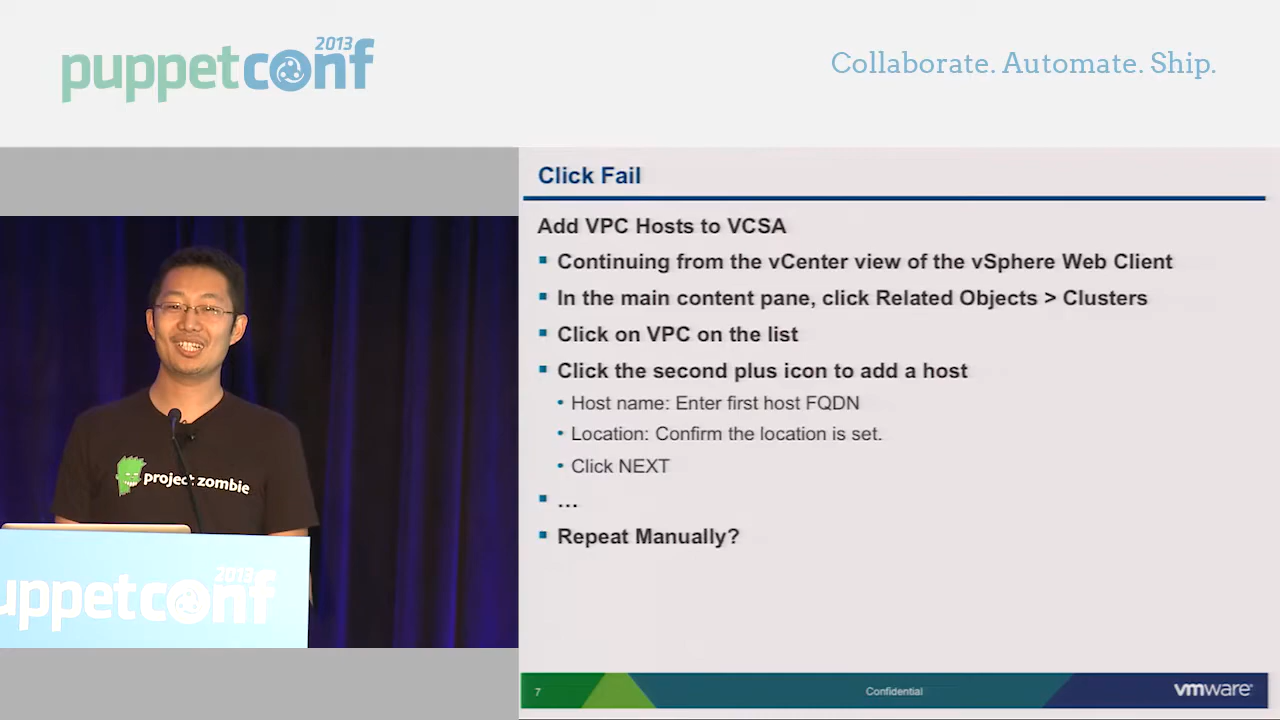 2013
puppetconf
Collaborate. Automate. Ship.
Click Fail
Add VPC Hosts to VCSA
Continuing from the vCenter view of the vSphere Web Client
In the main content pane, click Related Objects > Clusters
Click on VPC on the list
Click the second plus icon to add a host
• Host name: Enter first host FQDN
• Location: Confirm the location is set.
• Click NEXT
...
Repeat Manually?
7
Confidential
vmware
project zombie
2013
uppetconf